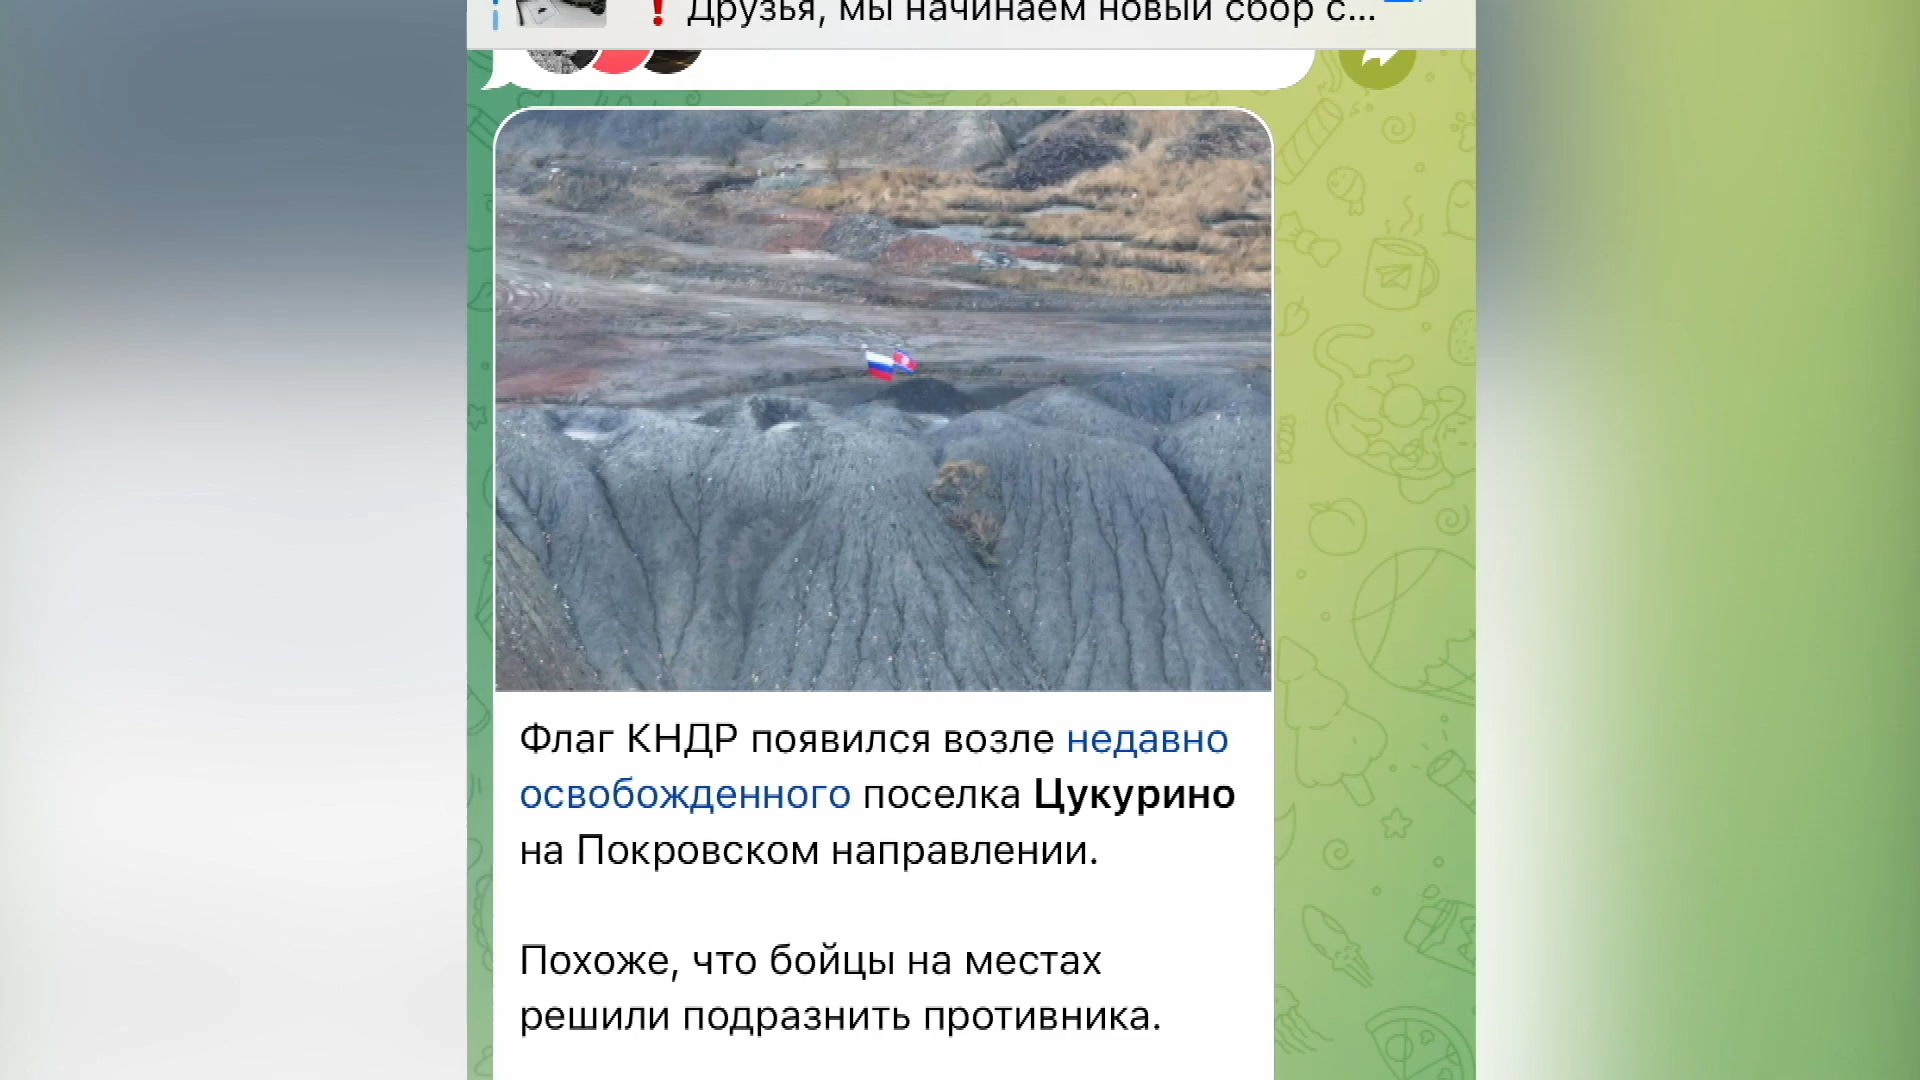 Друзья, мы начинаем новый сбор с...
Флаг КНДР появился возле недавно
освобожденного поселка Цукурино
на Покровском направлении.
Похоже, что бойцы на местах
решили подразнить противника.